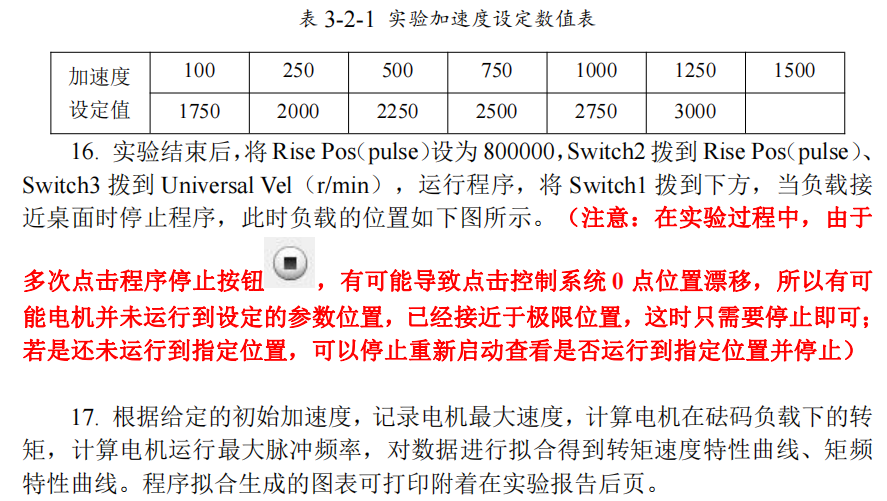 表 3-2-1 实验加速度设定数值表
加速度 100 250 500 750 1000 1250 1500
设定值 1750 2000 2250 2500 2750 3000
16. 实验结束后，将 Rise Pos（pulse）设为 800000，Switch2 拨到 Rise Pos（pulse）、
Switch3 拨到 Universal Vel（r/min），运行程序，将 Switch1 拨到下方，当负载接
近桌面时停止程序，此时负载的位置如下图所示。（注意：在实验过程中，由于
多次点击程序停止按钮，有可能导致点击控制系统 0 点位置漂移，所以有可
能电机并未运行到设定的参数位置，已经接近于极限位置，这时只需要停止即可；
若是还未运行到指定位置，可以停止重新启动查看是否运行到指定位置并停止）
17. 根据给定的初始加速度，记录电机最大速度，计算电机在砝码负载下的转
矩，计算电机运行最大脉冲频率，对数据进行拟合得到转矩速度特性曲线、矩频
特性曲线。程序拟合生成的图表可打印附着在实验报告后页。